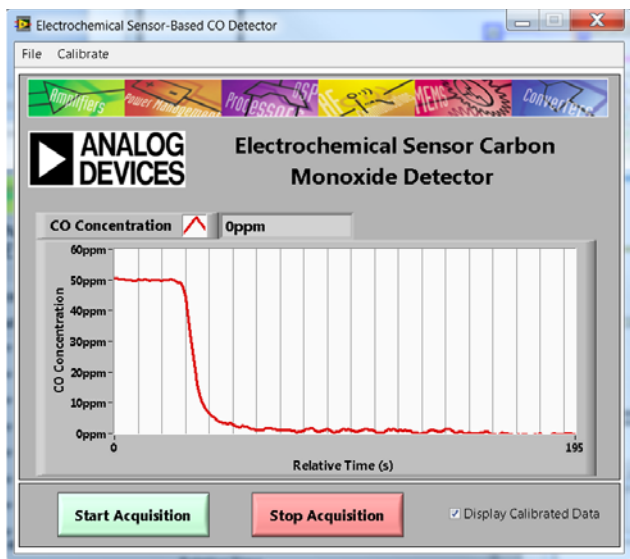 Electrochemical Sensor-Based CO Detector
File Calibrate
Amplifiers Power Management Processors DSP MEMS Converters
ANALOG
DEVICES
Electrochemical Sensor Carbon
Monoxide Detector
CO Concentration 0ppm
60ppm
50ppm
40ppm
30ppm
20ppm
10ppm
0ppm
CO Concentration
0 195
Relative Time (s)
Start Acquisition Stop Acquisition Display Calibrated Data